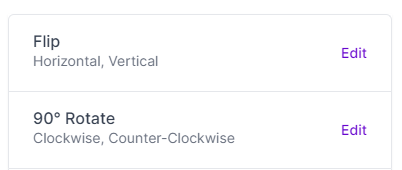 Flip
Horizontal, Vertical
Edit
90° Rotate
Clockwise, Counter-Clockwise
Edit